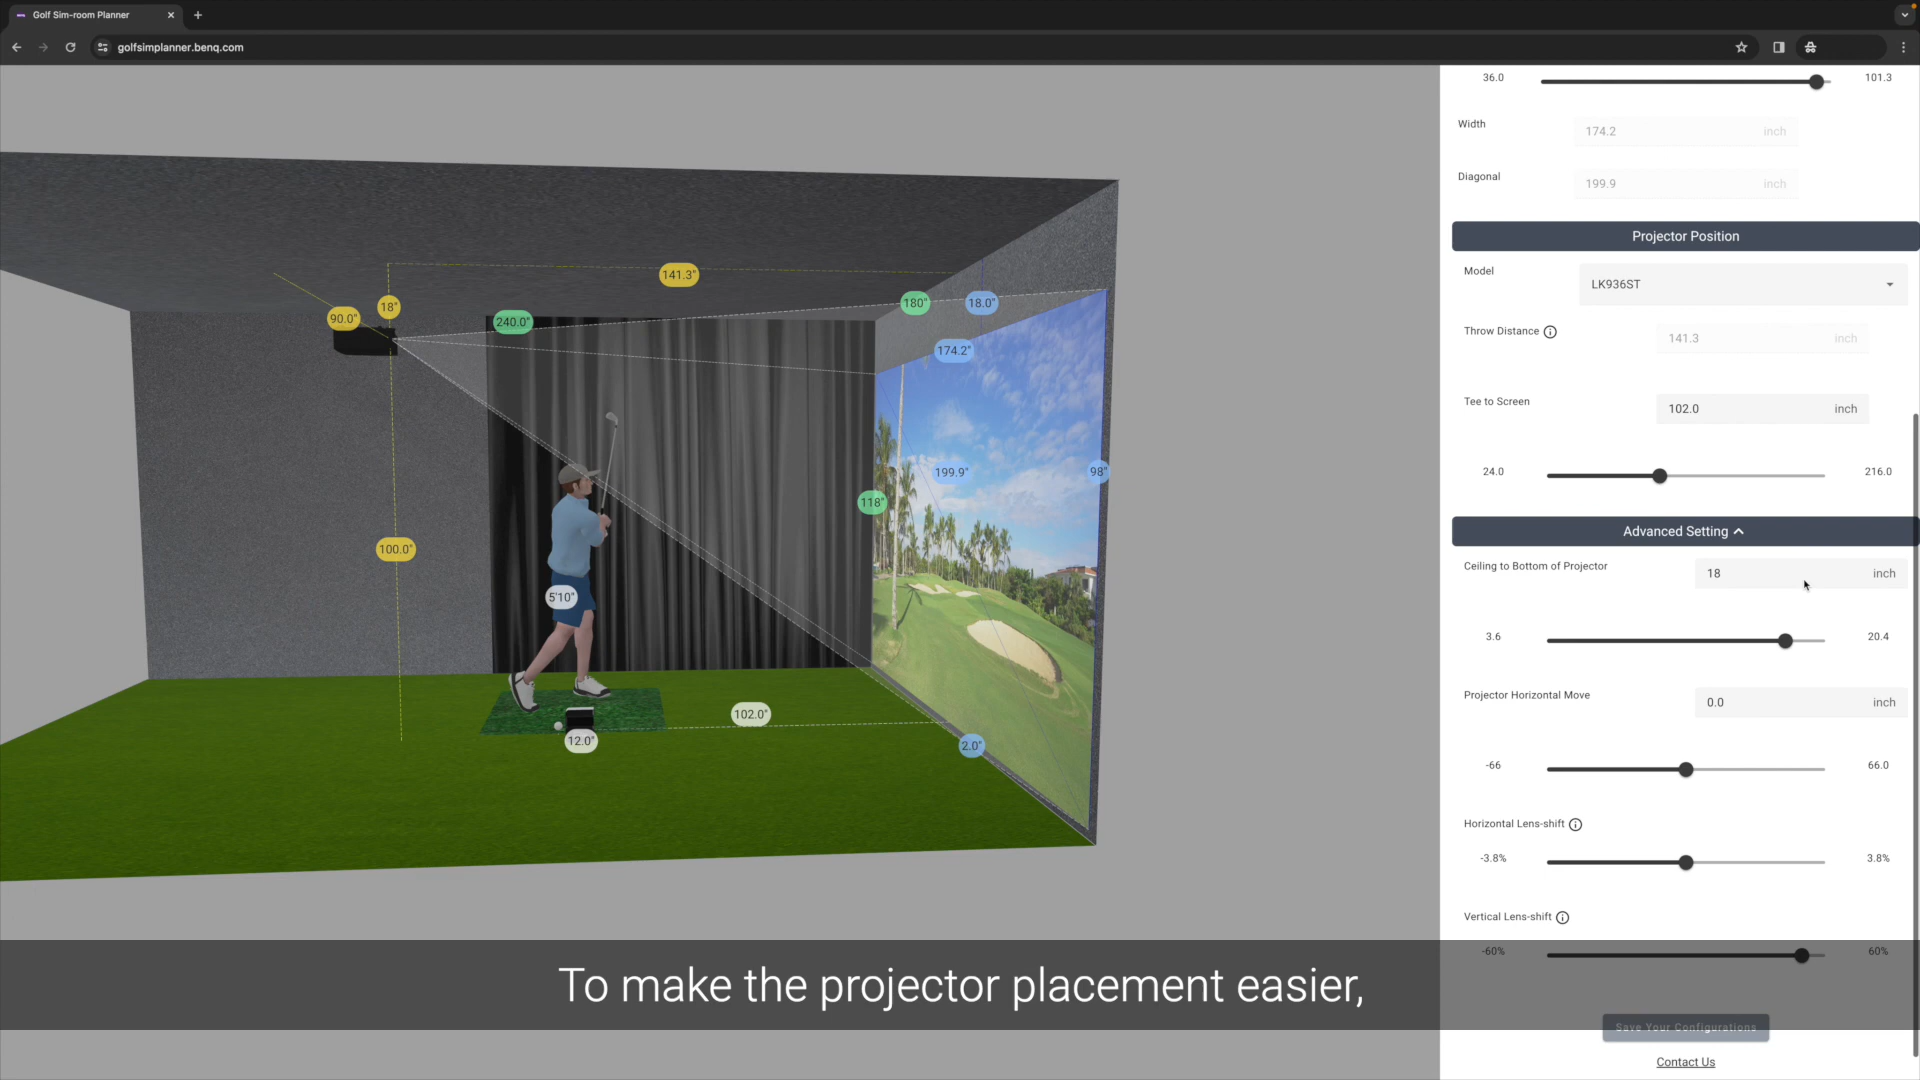 Golf Sim-room Planner
golfsimplanner.benq.com
36.0
101.3
Width
174.2 inch
Diagonal
199.9 inch
Projector Position
Model
LK936ST
Throw Distance
141.3 inch
Tee to Screen
102.0 inch
24.0
216.0
Advanced Setting
Ceiling to Bottom of Projector
18 inch
3.6
20.4
Projector Horizontal Move
0.0 inch
-66
66.0
Horizontal Lens-shift
-3.8%
3.8%
Vertical Lens-shift
-60%
60%
Save Your Configurations
Contact Us
141.3"
18"
90.0"
240.0"
180"
18.0"
174.2"
199.9"
98"
118"
100.0"
5'10"
102.0"
12.0"
2.0"
To make the projector placement easier,